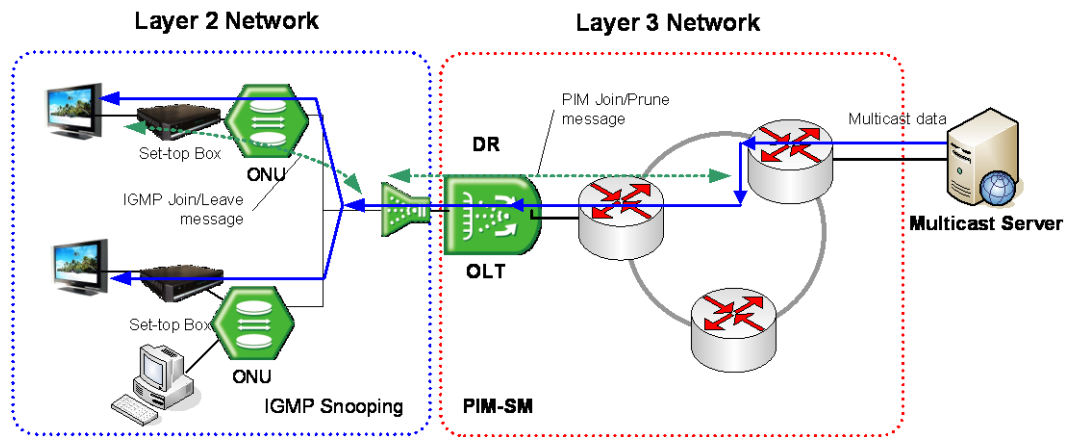 Layer 2 Network
Layer 3 Network
PIM Join/Prune
message
Multicast data
DR
Set-top Box
ONU
IGMP Join/Leave
message
OLT
Multicast Server
Set-top Box
ONU
IGMP Snooping
PIM-SM